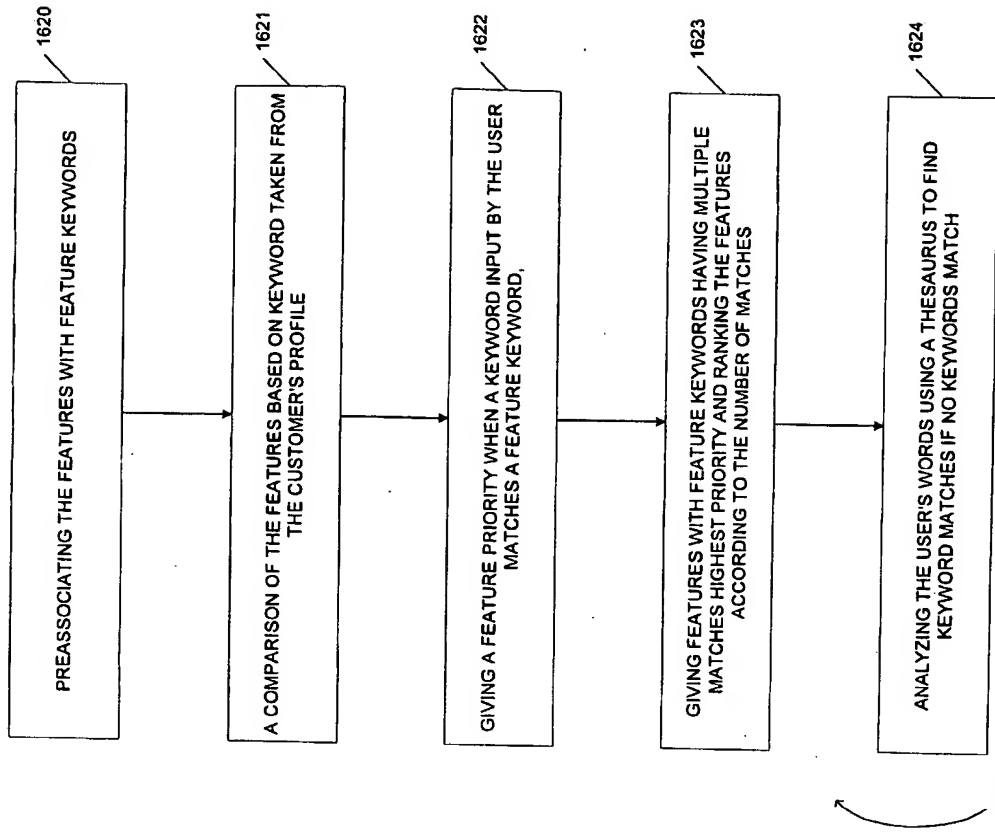 1620
PREASSOCIATING THE FEATURES WITH FEATURE KEYWORDS
1621
A COMPARISON OF THE FEATURES BASED ON KEYWORD TAKEN FROM
THE CUSTOMER'S PROFILE
1622
GIVING A FEATURE PRIORITY WHEN A KEYWORD INPUT BY THE USER
MATCHES A FEATURE KEYWORD,
1623
GIVING FEATURES WITH FEATURE KEYWORDS HAVING MULTIPLE
MATCHES HIGHEST PRIORITY AND RANKING THE FEATURES
ACCORDING TO THE NUMBER OF MATCHES
1624
ANALYZING THE USER'S WORDS USING A THESAURUS TO FIND
KEYWORD MATCHES IF NO KEYWORDS MATCH